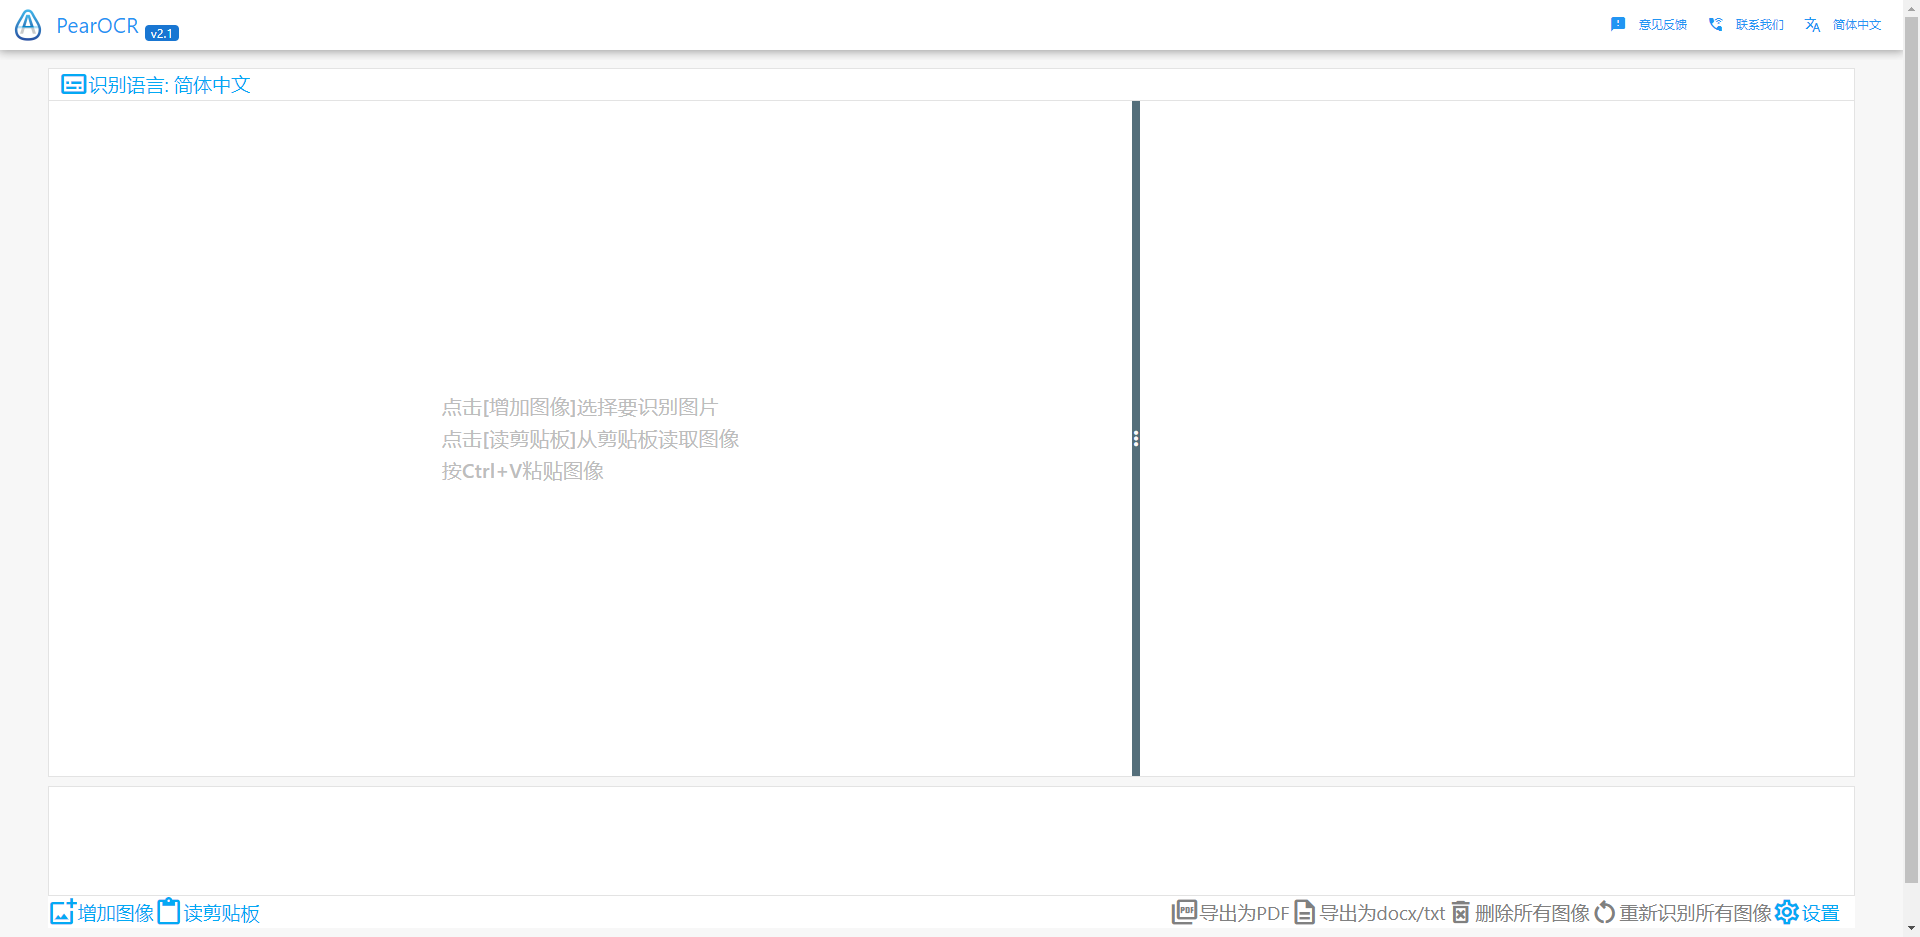 PearOCR v2.1
意见反馈 联系我们 简体中文
识别语言: 简体中文
点击[增加图像]选择要识别图片
点击[读剪贴板]从剪贴板读取图像
按Ctrl+V粘贴图像
增加图像 读剪贴板 PDF 导出为PDF 导出为docx/txt 删除所有图像 重新识别所有图像 设置